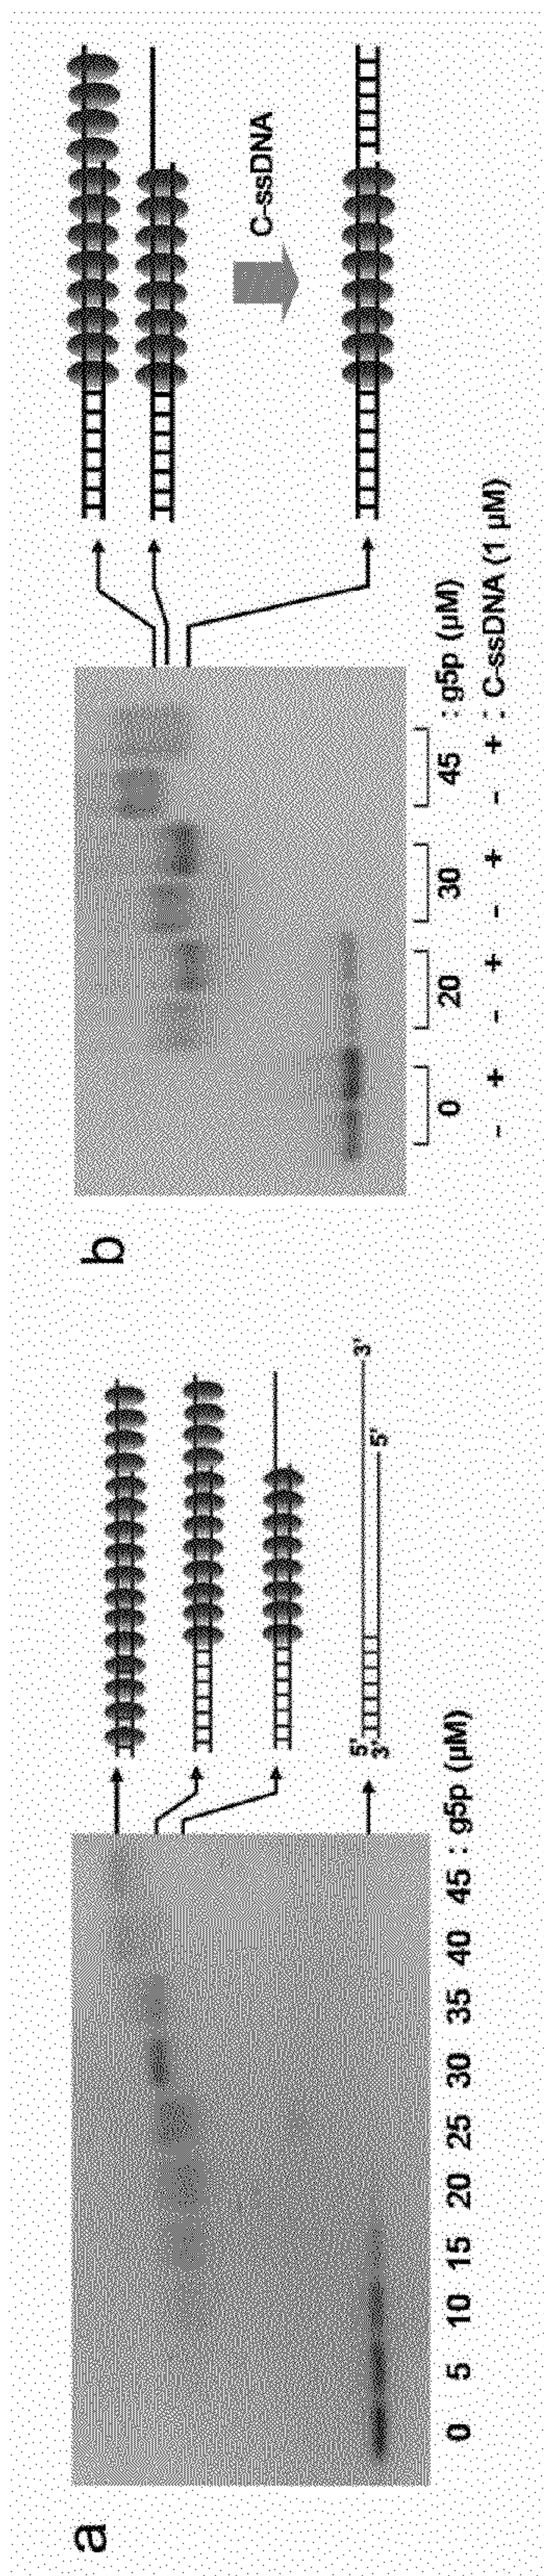 a
5'
3'
3'
5'
0 5 10 15 20 25 30 35 40 45 : g5p (µM)
b
C-ssDNA
0 20 30 45 : g5p (µM)
- + - + - + - + : C-ssDNA (1 µM)